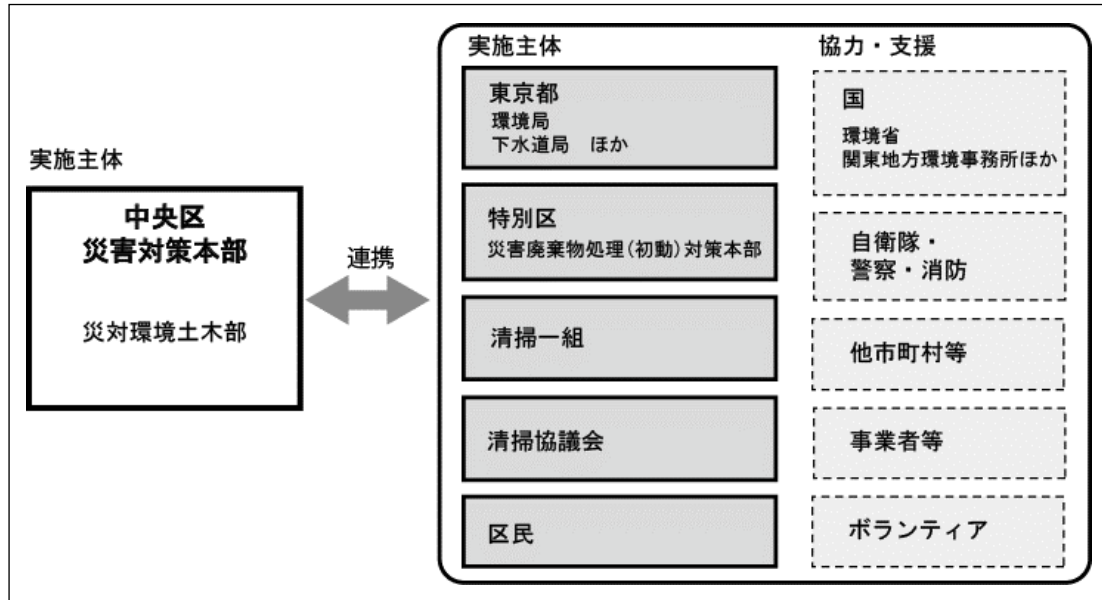 実施主体
中央区
災害対策本部
災対環境土木部
連携
実施主体
東京都
環境局
下水道局　ほか
特別区
災害廃棄物処理(初動)対策本部
清掃一組
清掃協議会
区民
協力・支援
国
環境省
関東地方環境事務所ほか
自衛隊・
警察・消防
他市町村等
事業者等
ボランティア